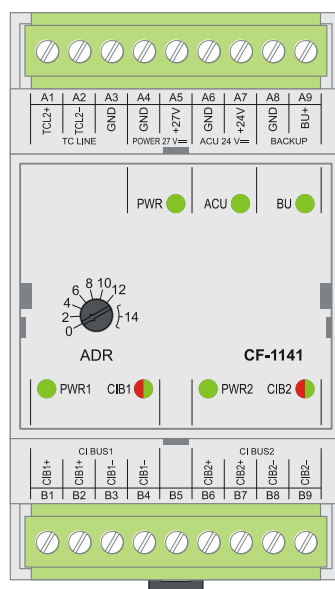 A1 A2 A3 A4 A5 A6 A7 A8 A9
TCL2+ TCL2- GND GND +27V GND +24V GND BU+
TC LINE POWER 27 V ACU 24 V BACKUP
PWR ACU BU
0 2 4 6 8 10 12 14
ADR CF-1141
PWR1 CIB1 PWR2 CIB2
CI BUS1 CI BUS2
CIB1+ CIB1+ CIB1- CIB1- CIB2+ CIB2+ CIB2- CIB2-
B1 B2 B3 B4 B5 B6 B7 B8 B9